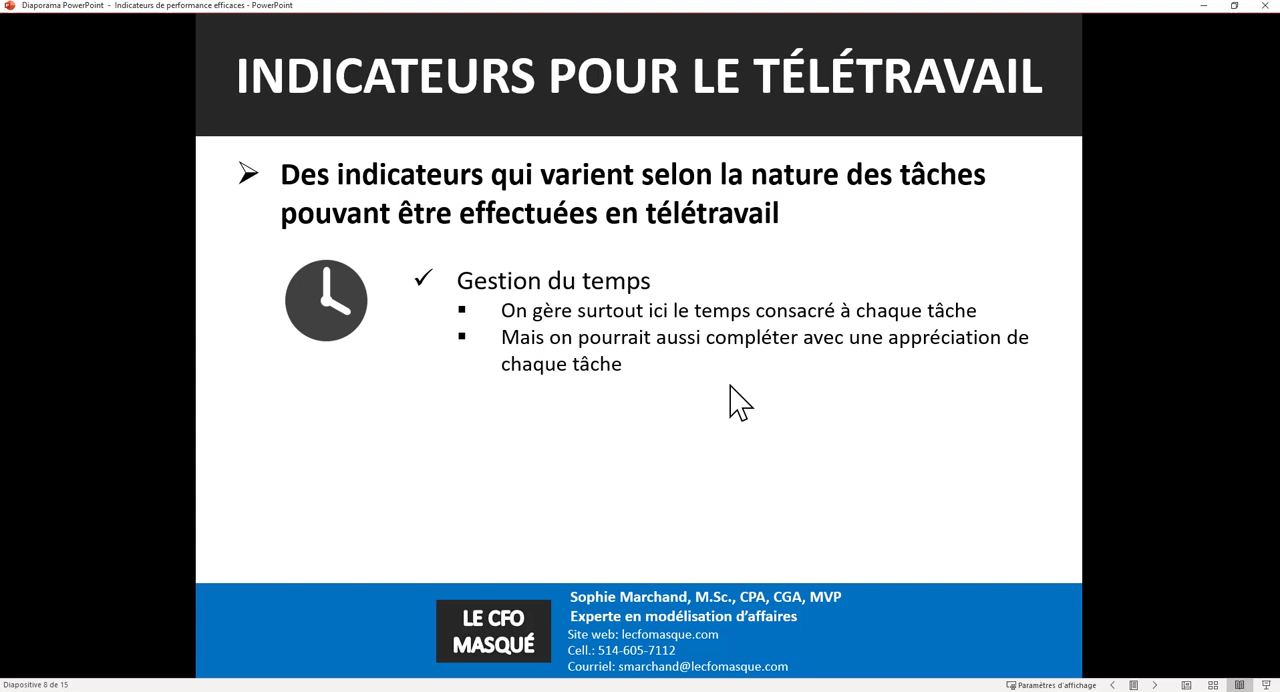 Diaporama PowerPoint - Indicateurs de performance efficaces - PowerPoint
INDICATEURS POUR LE TÉLÉTRAVAIL
Des indicateurs qui varient selon la nature des tâches
pouvant être effectuées en télétravail
Gestion du temps
On gère surtout ici le temps consacré à chaque tâche
Mais on pourrait aussi compléter avec une appréciation de
chaque tâche
LE CFO
MASQUÉ
Sophie Marchand, M.Sc., CPA, CGA, MVP
Experte en modélisation d'affaires
Site web: lecfomasque.com
Cell.: 514-605-7112
Courriel: smarchand@lecfomasque.com
Diapositive 8 de 15
Paramètres d'affichage